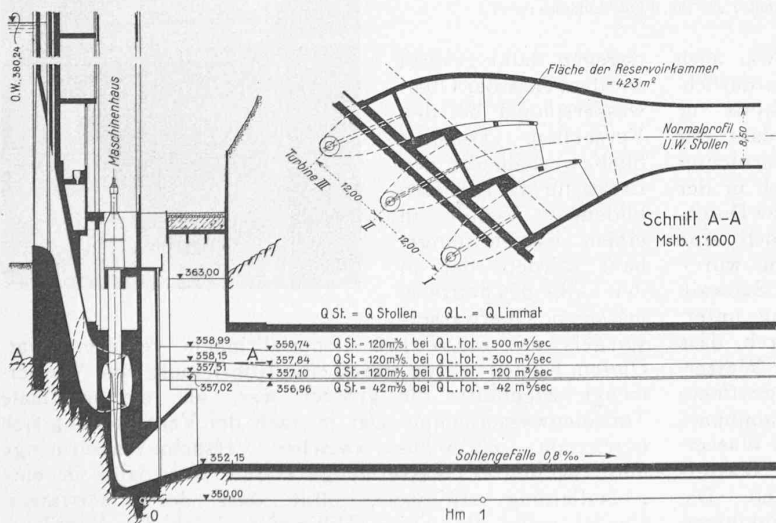 O.W. 380,24
Maschinenhaus
Fläche der Reservoirkammer
= 423 m²
Normalprofil
U.W. Stollen
8,50
Turbine III
12,00
II
12,00
I
Schnitt A-A
Mstb. 1:1000
363,00
Q St. = Q Stollen Q L. = Q Limmat
358,99 358,74 Q St. = 120 m³/s. bei Q L. tot. = 500 m³/sec
A 358,15 A 357,84 Q St. = 120 m³/s. bei Q L. tot. = 300 m³/sec
357,51 357,10 Q St. = 120 m³/s. bei Q L. tot. = 120 m³/sec
357,02 356,96 Q St. = 42 m³/s bei Q L. tot. = 42 m³/sec
352,15
Sohlengefälle 0,8 ‰
350,00
0 Hm 1